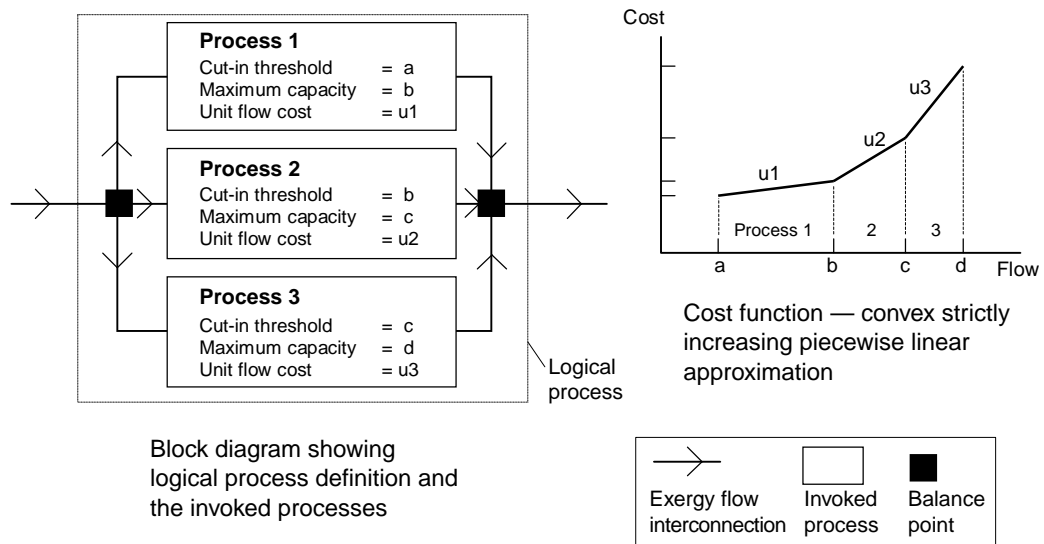 Process 1
Cut-in threshold = a
Maximum capacity = b
Unit flow cost = u1
Process 2
Cut-in threshold = b
Maximum capacity = c
Unit flow cost = u2
Process 3
Cut-in threshold = c
Maximum capacity = d
Unit flow cost = u3
Logical
process
Block diagram showing
logical process definition and
the invoked processes
Cost
u3
u2
u1
Process 1 2 3
a b c d Flow
Cost function — convex strictly
increasing piecewise linear
approximation
Exergy flow
interconnection
Invoked
process
Balance
point